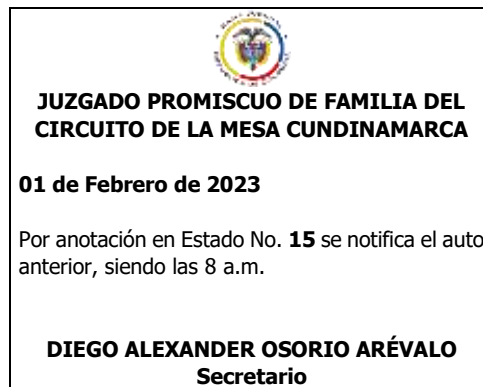 JUZGADO PROMISCUO DE FAMILIA DEL
CIRCUITO DE LA MESA CUNDINAMARCA
01 de Febrero de 2023
Por anotación en Estado No. 15 se notifica el auto
anterior, siendo las 8 a.m.
DIEGO ALEXANDER OSORIO ARÉVALO
Secretario